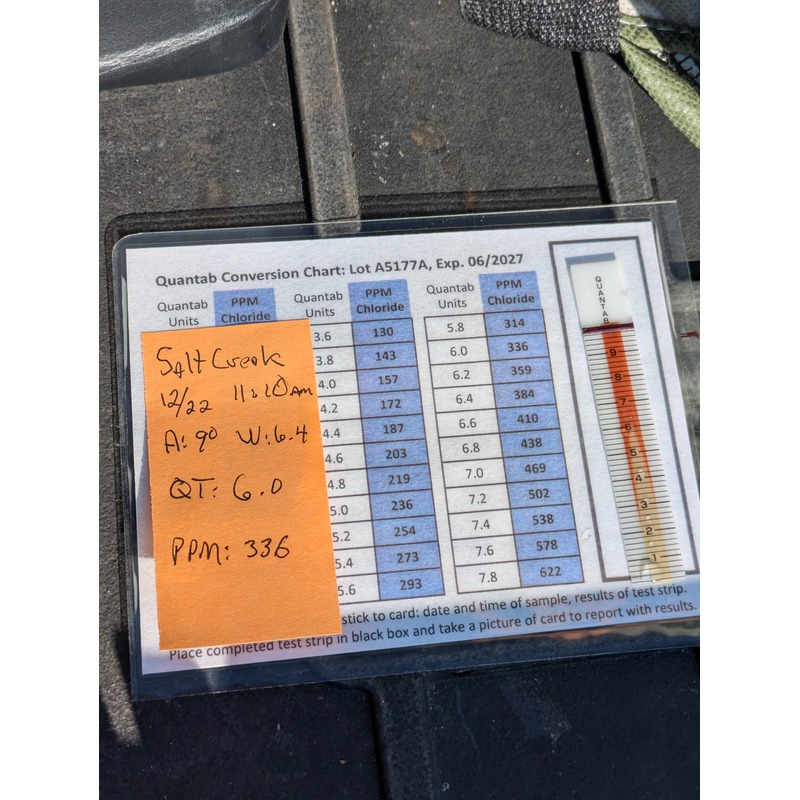 Quantab Conversion Chart: Lot A5177A, Exp. 06/2027
Quantab Units PPM Chloride Quantab Units PPM Chloride Quantab Units PPM Chloride
3.6 130 5.8 314
3.8 143 6.0 336
4.0 157 6.2 359
4.2 172 6.4 384
4.4 187 6.6 410
4.6 203 6.8 438
4.8 219 7.0 469
5.0 236 7.2 502
5.2 254 7.4 538
5.4 273 7.6 578
5.6 293 7.8 622
Salt Creek
12/22 11:20 AM
A: 9° W: 6.4
QT: 6.0
PPM: 336
stick to card: date and time of sample, results of test strip.
Place completed test strip in black box and take a picture of card to report with results.
QUANTAB
9
8
7
6
5
4
3
2
1